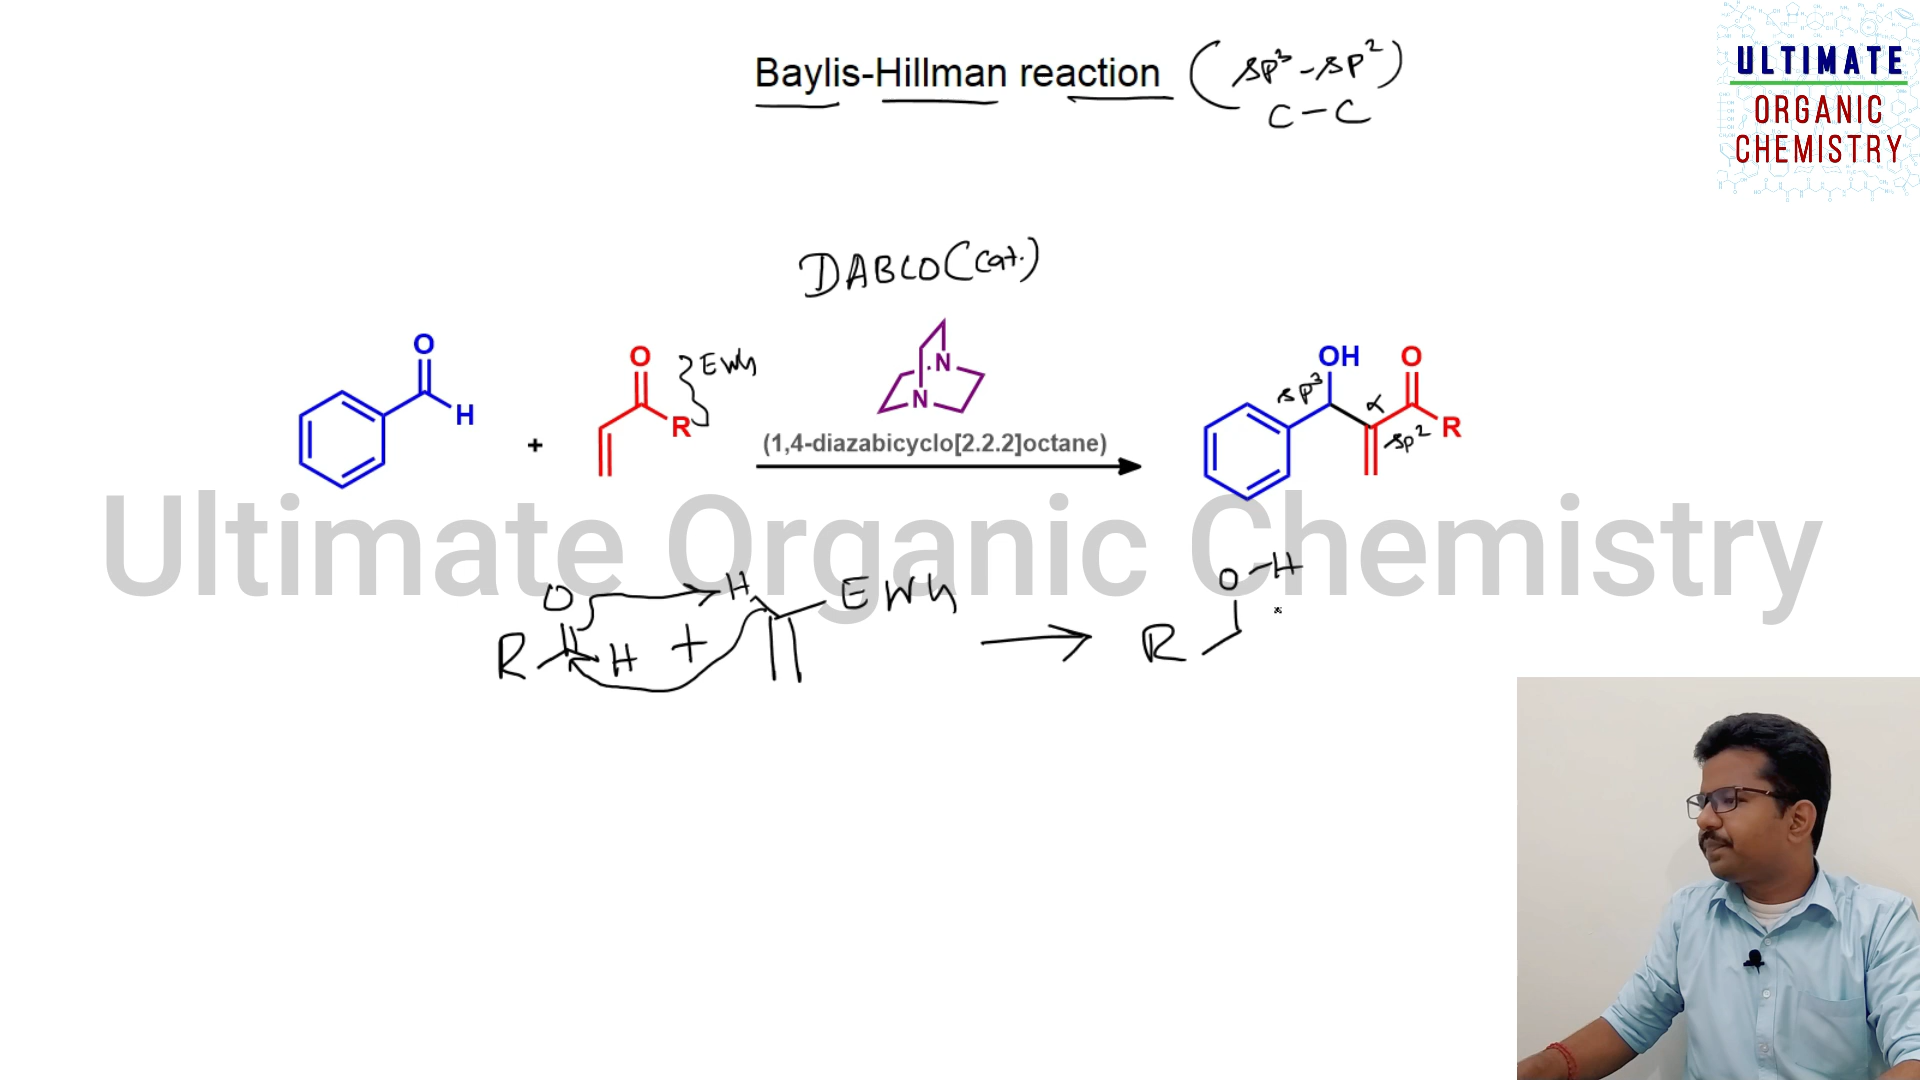 Baylis-Hillman reaction (sp³-sp²)
C-C
ULTIMATE
ORGANIC
CHEMISTRY
DABCO (cat.)
O
H
+
O
R
EWG
N
N
(1,4-diazabicyclo[2.2.2]octane)
OH
O
sp³
α
sp²
R
Ultimate Organic Chemistry
O
R
H
+
H
EWG
O-H
R